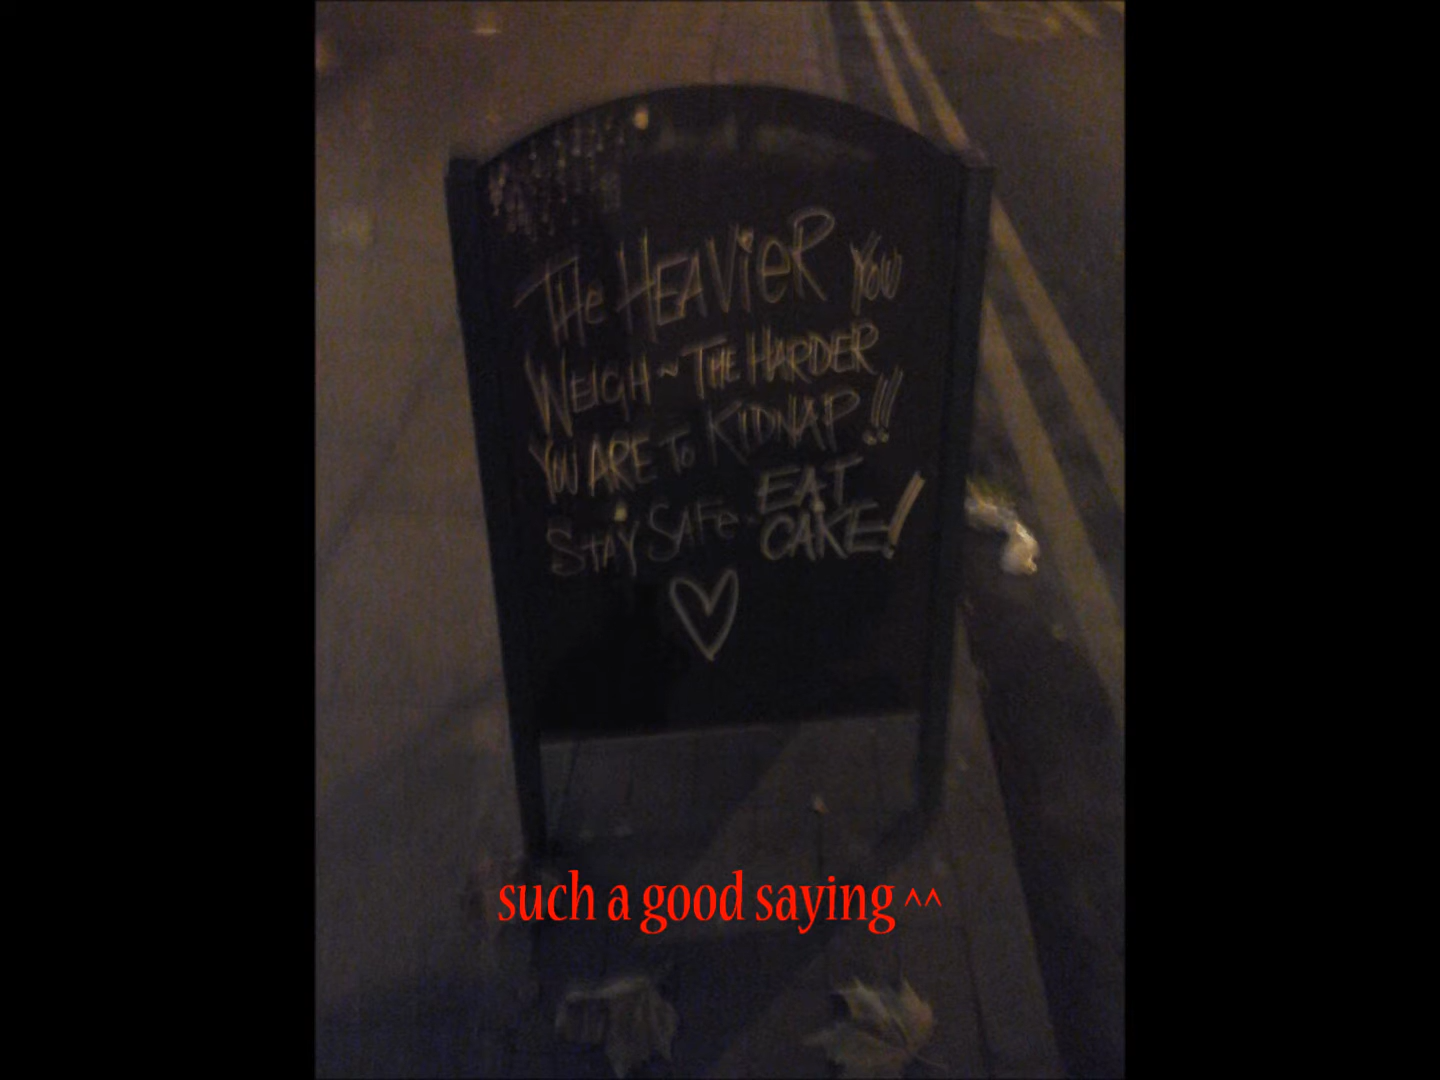 THe HEAVieR You
WEIGH ~ THE HARDER
YOU ARE To KIDNAP!!!
STAY SAFe - EAT
CAKE!
such a good saying ^^